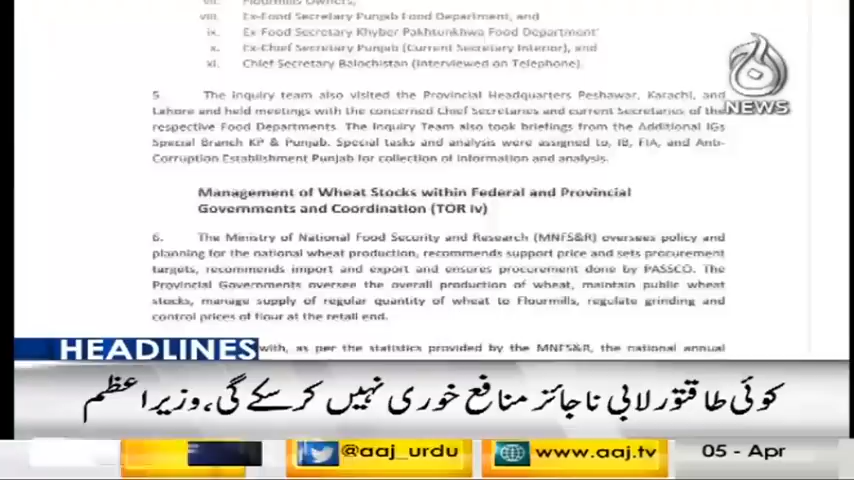 vii. Flourmills Owners,
viii. Ex-Food Secretary Punjab Food Department, and
ix. Ex Food Secretary Khyber Pakhtunkhwa Food Department'
x. Ex-Chief Secretary Punjab (Current Secretary Interior), and
xi. Chief Secretary Balochistan (Interviewed on Telephone).
NEWS
5. The inquiry team also visited the Provincial Headquarters Peshawar, Karachi, and
Lahore and held meetings with the concerned Chief Secretaries and current Secretaries of the
respective Food Departments. The Inquiry Team also took briefings from the Additional IGs
Special Branch KP & Punjab. Special tasks and analysis were assigned to, IB, FIA, and Anti-
Corruption Establishment Punjab for collection of information and analysis.
Management of Wheat Stocks within Federal and Provincial
Governments and Coordination (TOR iv)
6. The Ministry of National Food Security and Research (MNFS&R) oversees policy and
planning for the national wheat production, recommends support price and sets procurement
targets, recommends import and export and ensures procurement done by PASSCO. The
Provincial Governments oversee the overall production of wheat, maintain public wheat
stocks, manage supply of regular quantity of wheat to Flourmills, regulate grinding and
control prices of flour at the retail end.
with, as per the statistics provided by the MNFS&R, the national annual
HEADLINES
کوئی طاقتور لابی ناجائز منافع خوری نہیں کرسکے گی، وزیراعظم
@aaj_urdu
www.aaj.tv
05 - Apr